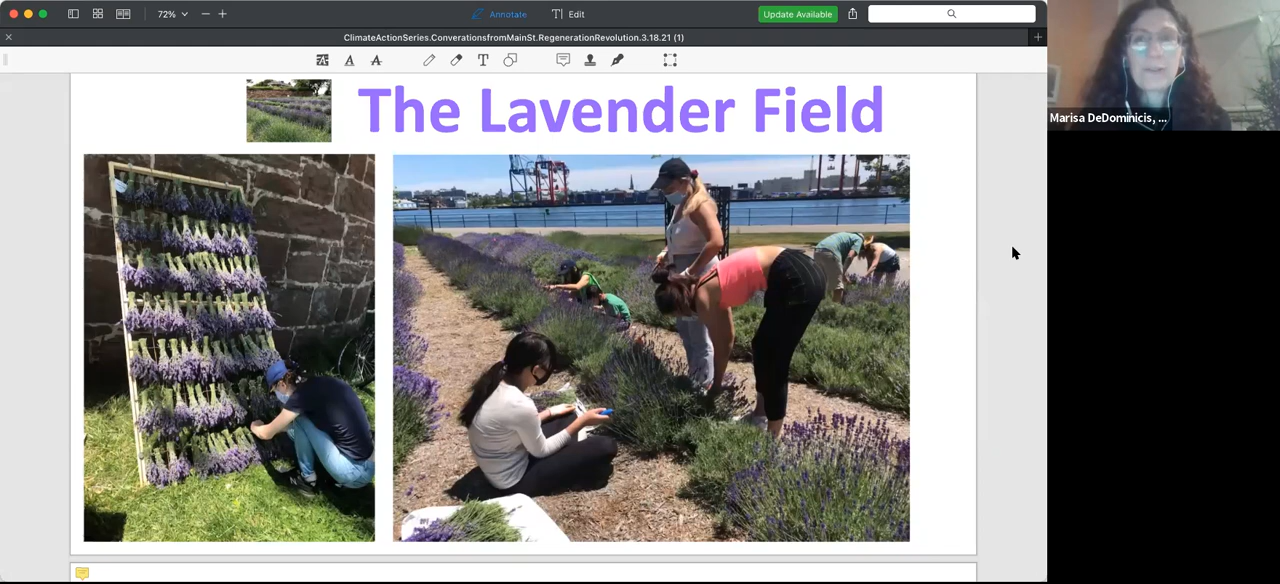 72%
Annotate
Edit
Update Available
ClimateActionSeries.ConverationsfromMainSt.RegenerationRevolution.3.18.21 (1)
The Lavender Field
Marisa DeDominicis, ...